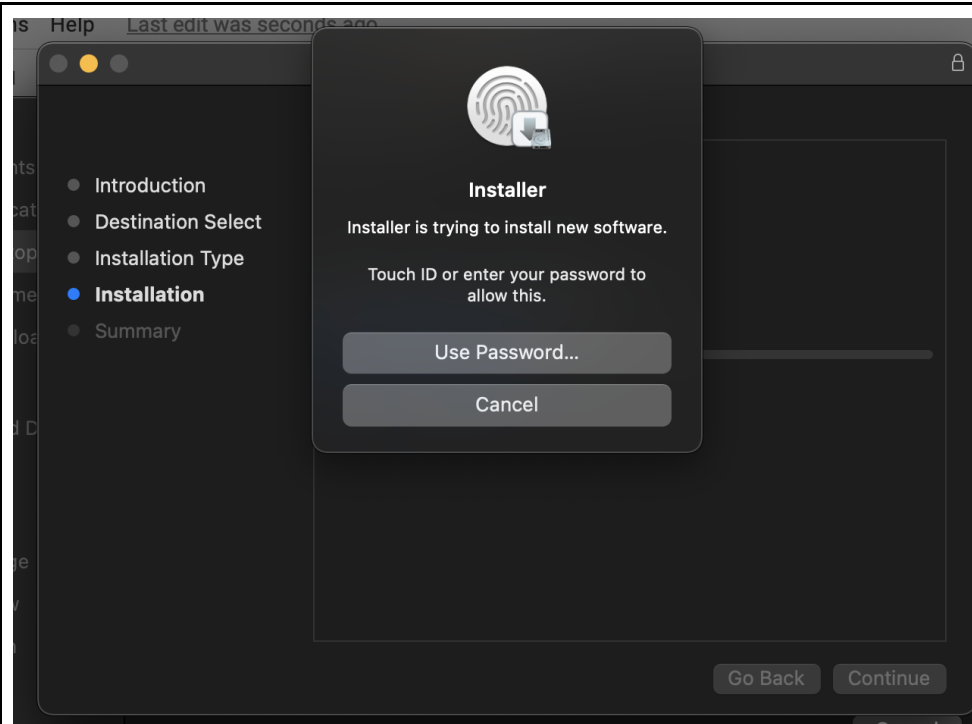 Help Last edit was seconds ago
Installer
Installer is trying to install new software.
Touch ID or enter your password to
allow this.
Use Password...
Cancel
Introduction
Destination Select
Installation Type
Installation
Summary
Go Back Continue